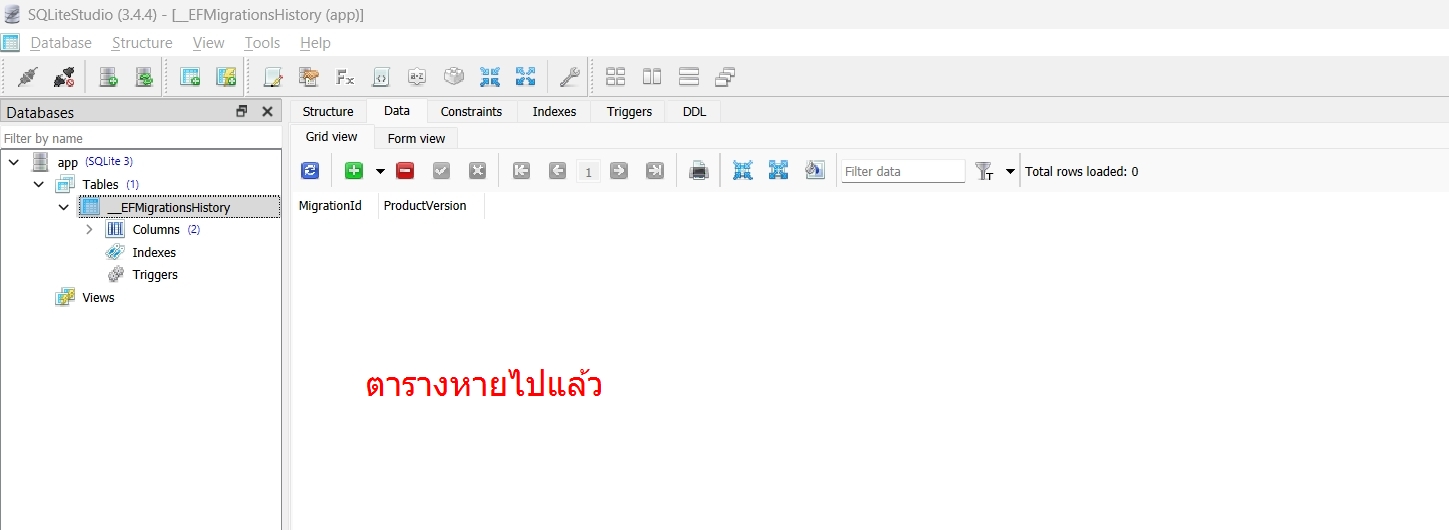 SQLiteStudio (3.4.4) - [__EFMigrationsHistory (app)]
Database Structure View Tools Help
Databases
Filter by name
app (SQLite 3)
Tables (1)
__EFMigrationsHistory
Columns (2)
Indexes
Triggers
Views
Structure Data Constraints Indexes Triggers DDL
Grid view Form view
1 Filter data Total rows loaded: 0
MigrationId ProductVersion
ตารางหายไปแล้ว